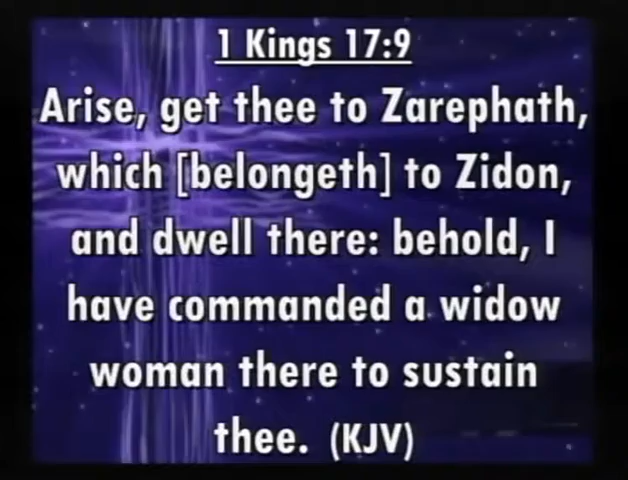 1 Kings 17:9
Arise, get thee to Zarephath,
which [belongeth] to Zidon,
and dwell there: behold, I
have commanded a widow
woman there to sustain
thee. (KJV)